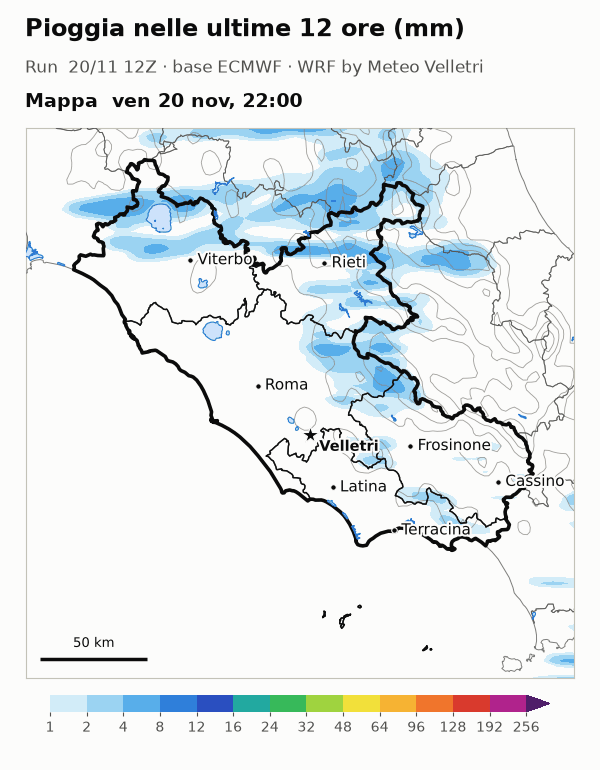 Pioggia nelle ultime 12 ore (mm)
Run  20/11 12Z · base ECMWF · WRF by Meteo Velletri
Mappa  ven 20 nov, 22:00
Viterbo
Rieti
Roma
Velletri
Frosinone
Cassino
Latina
Terracina
50 km
1 2 4 8 12 16 24 32 48 64 96 128 192 256